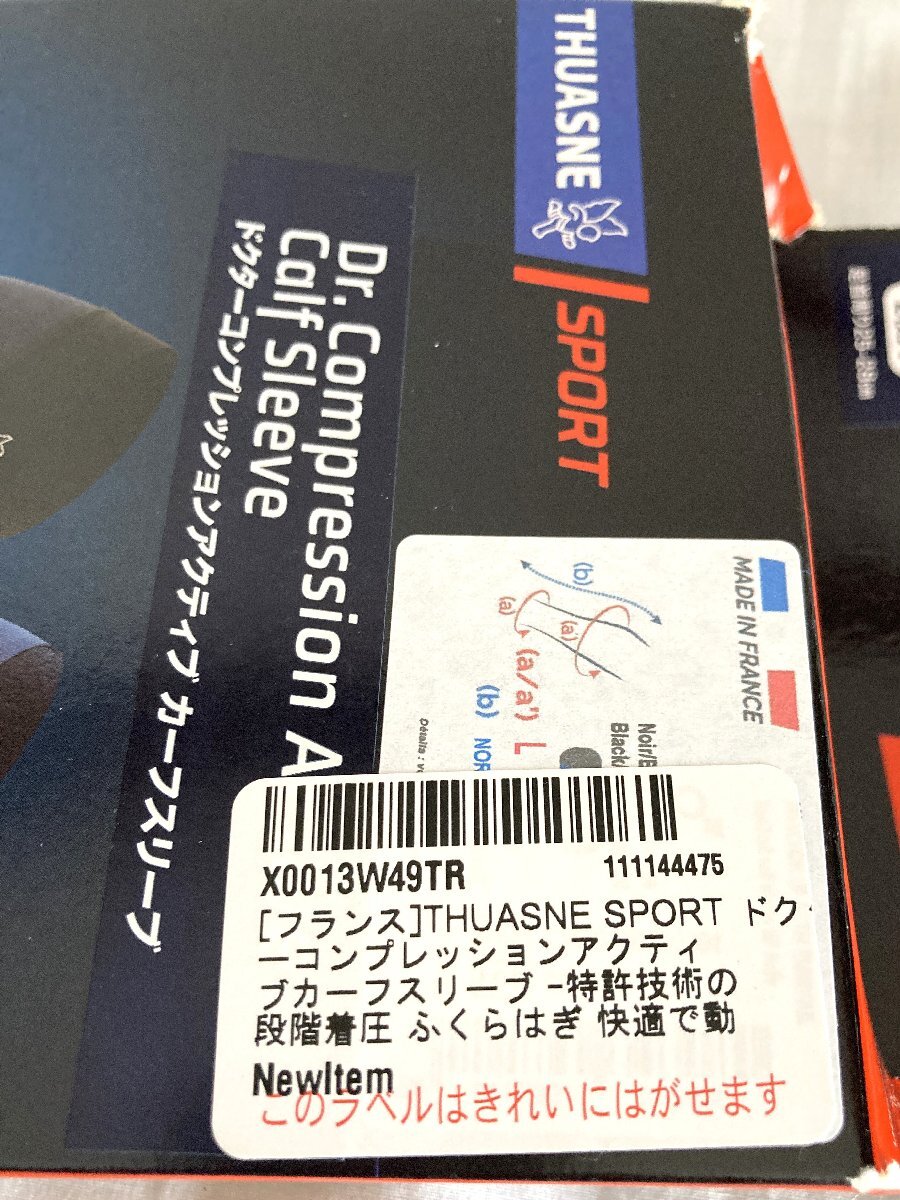 THUASNE
SPORT
Dr. Compression A
Calf Sleeve
ドクターコンプレッションアクティブ カーフスリーブ
MADE IN FRANCE
(b)
(a)
(a)
(a/a') L
(b) NOR
Noir/B
Black/
Détails : v
X0013W49TR 111144475
[フランス]THUASNE SPORT ドク
ーコンプレッションアクティ
ブカーフスリーブ -特許技術の
段階着圧 ふくらはぎ 快適で動
NewItem
このラベルはきれいにはがせます